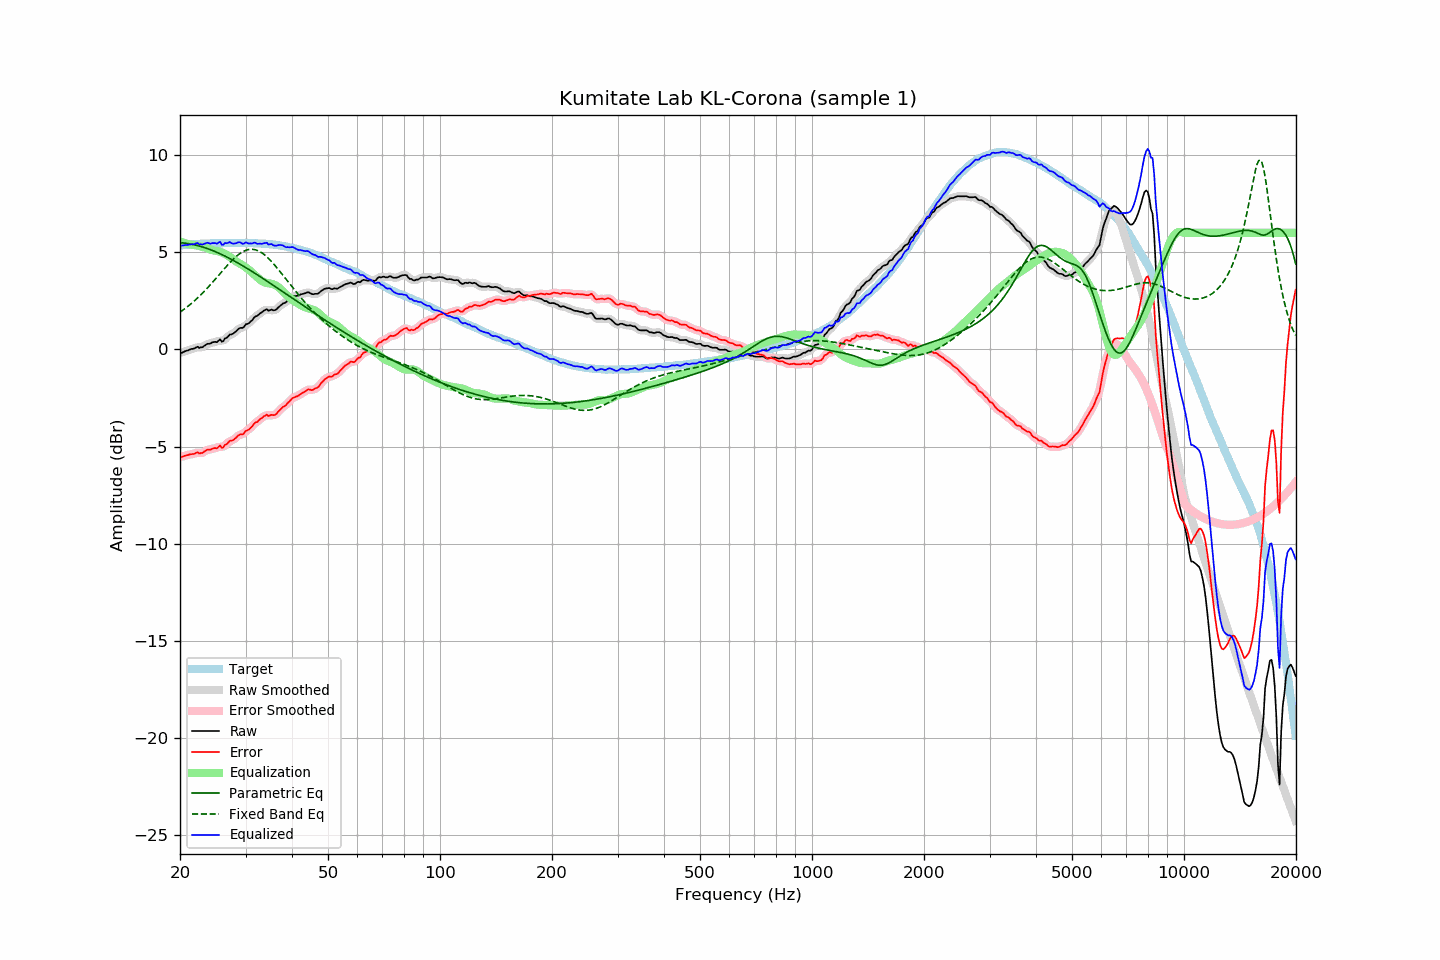 Kumitate Lab KL-Corona (sample 1)
Amplitude (dBr)
10
5
0
−5
−10
−15
−20
−25
Target
Raw Smoothed
Error Smoothed
Raw
Error
Equalization
Parametric Eq
Fixed Band Eq
Equalized
20 50 100 200 500 1000 2000 5000 10000 20000
Frequency (Hz)